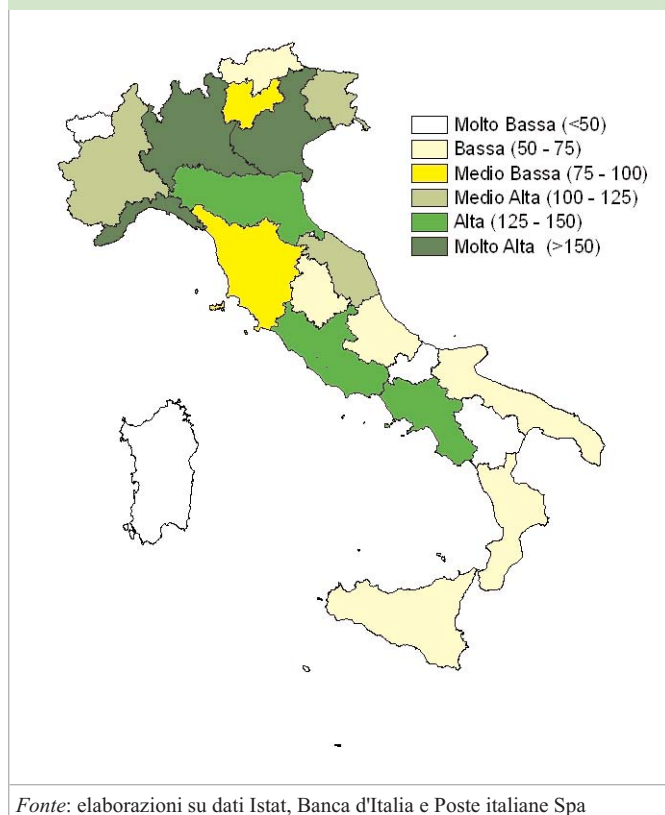 Molto Bassa (<50)
Bassa (50 - 75)
Medio Bassa (75 - 100)
Medio Alta (100 - 125)
Alta (125 - 150)
Molto Alta (>150)
Fonte: elaborazioni su dati Istat, Banca d'Italia e Poste italiane Spa